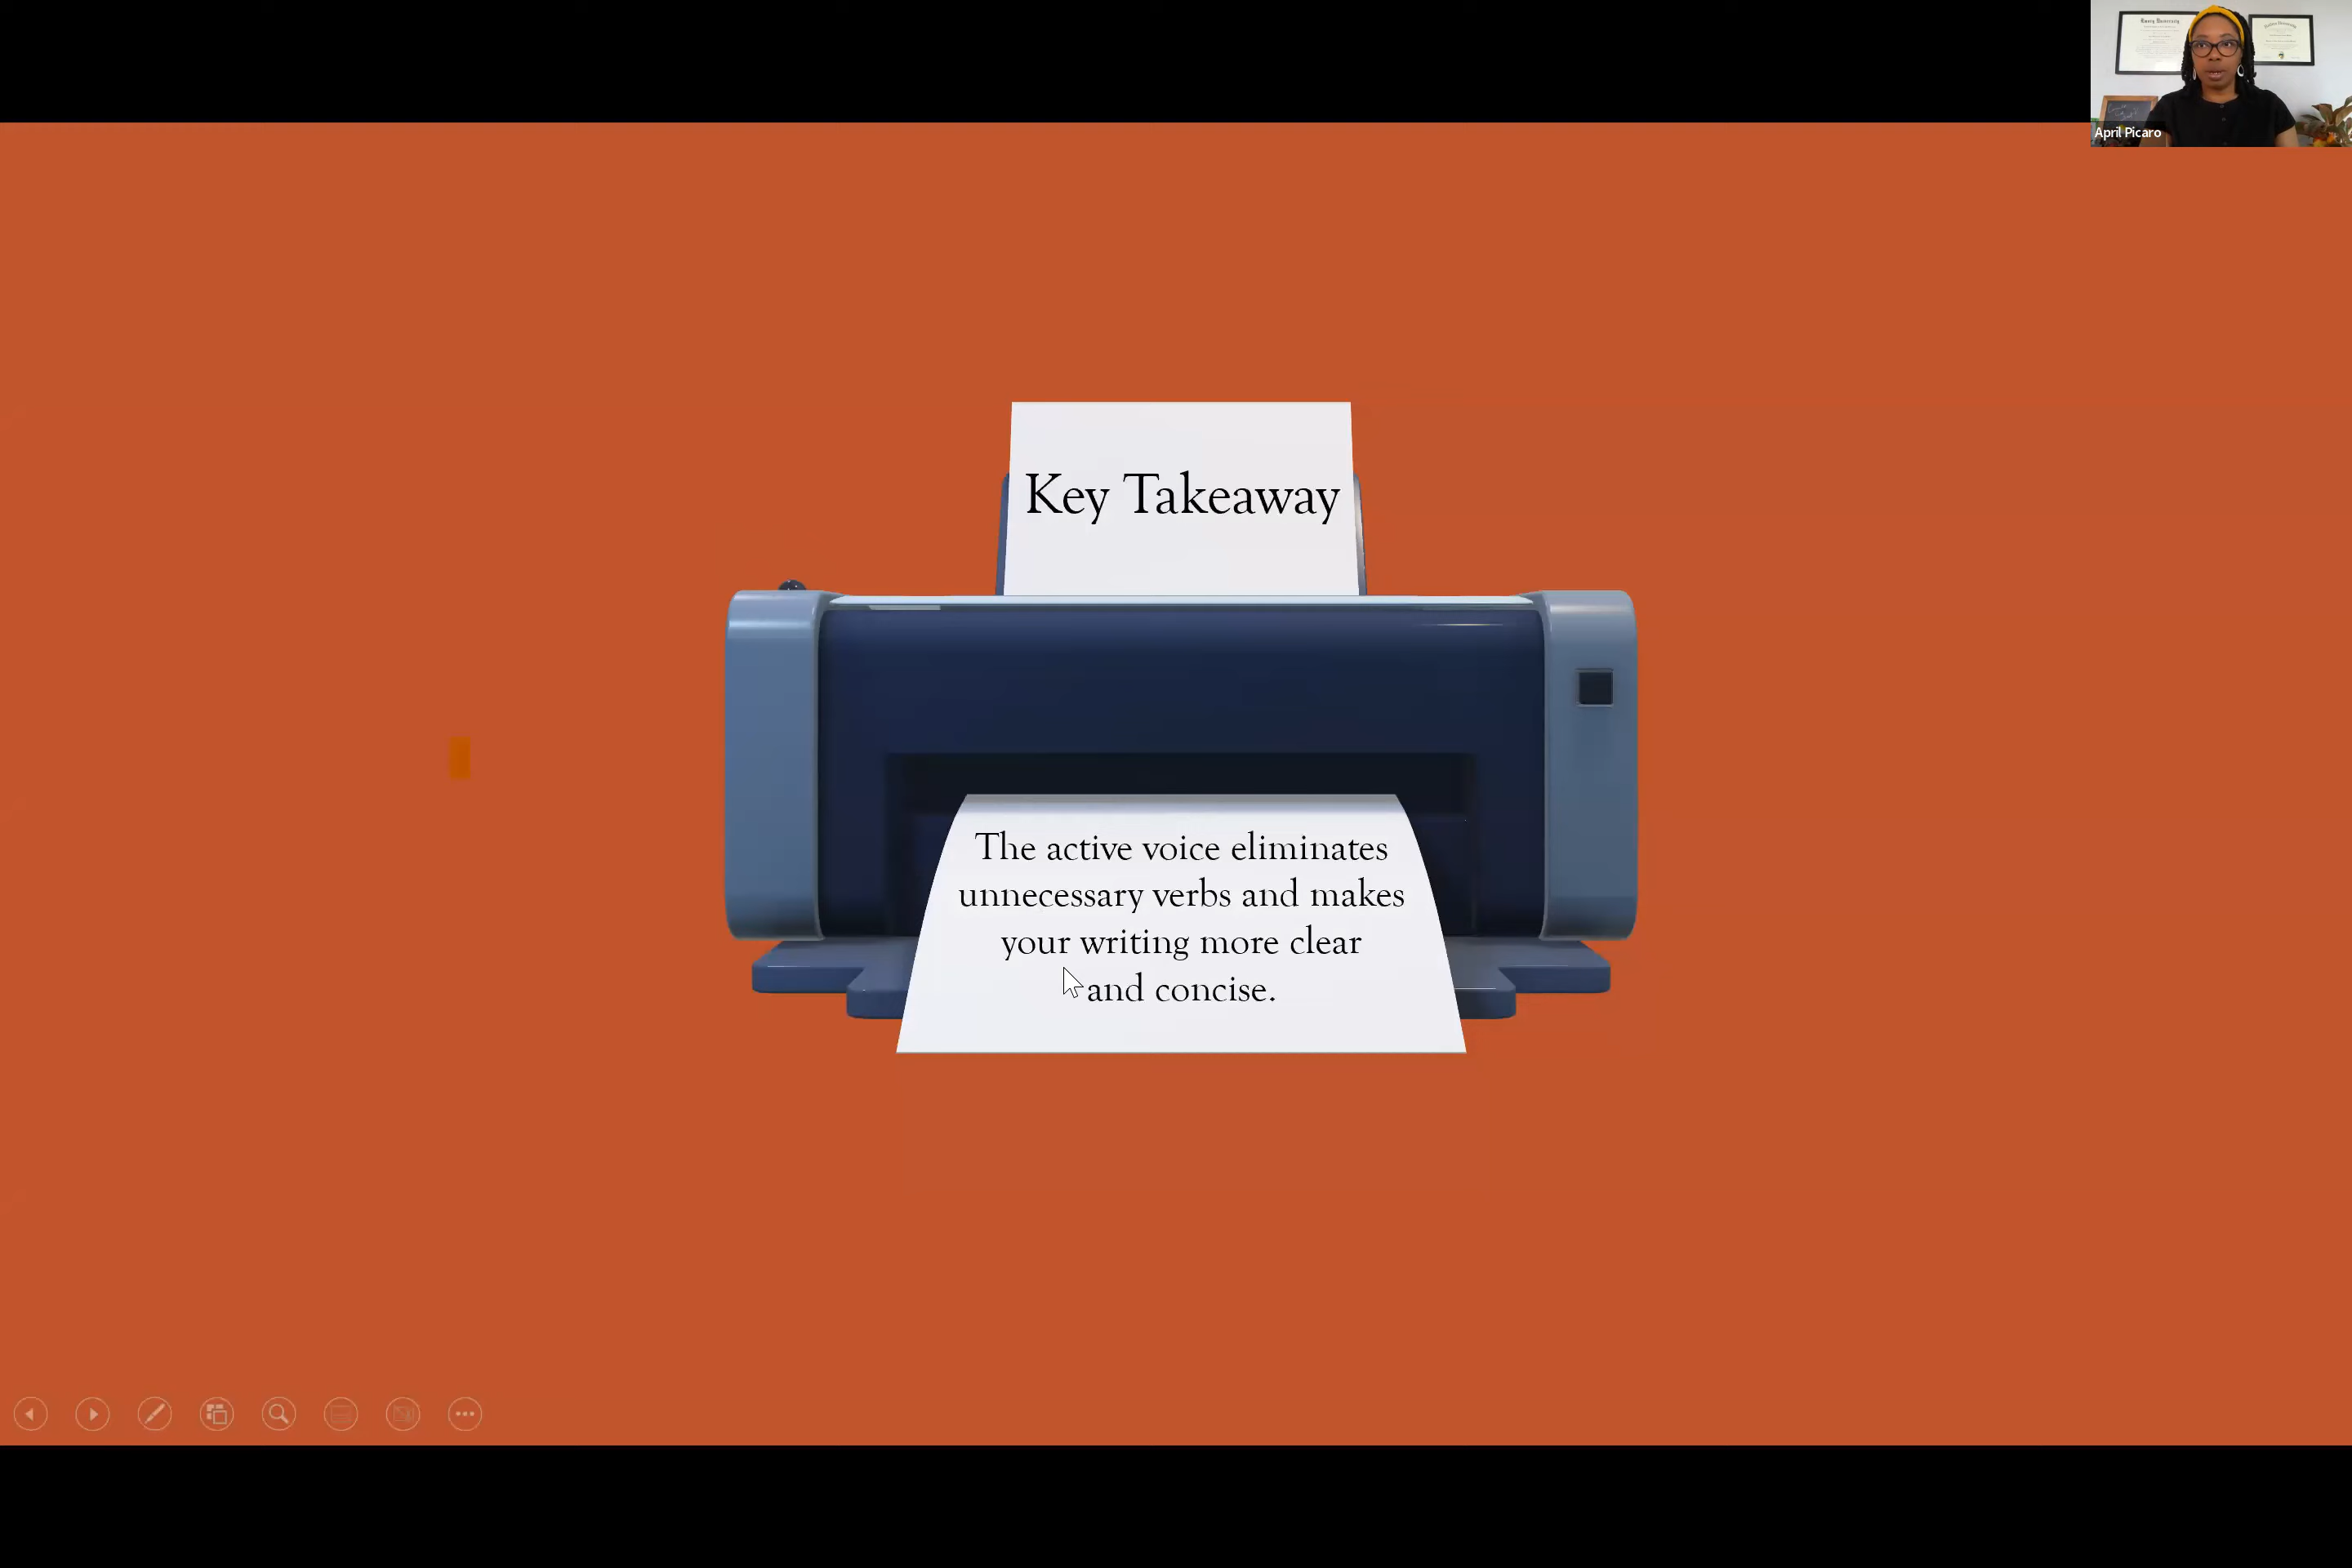 April Picaro
Key Takeaway
The active voice eliminates
unnecessary verbs and makes
your writing more clear
and concise.